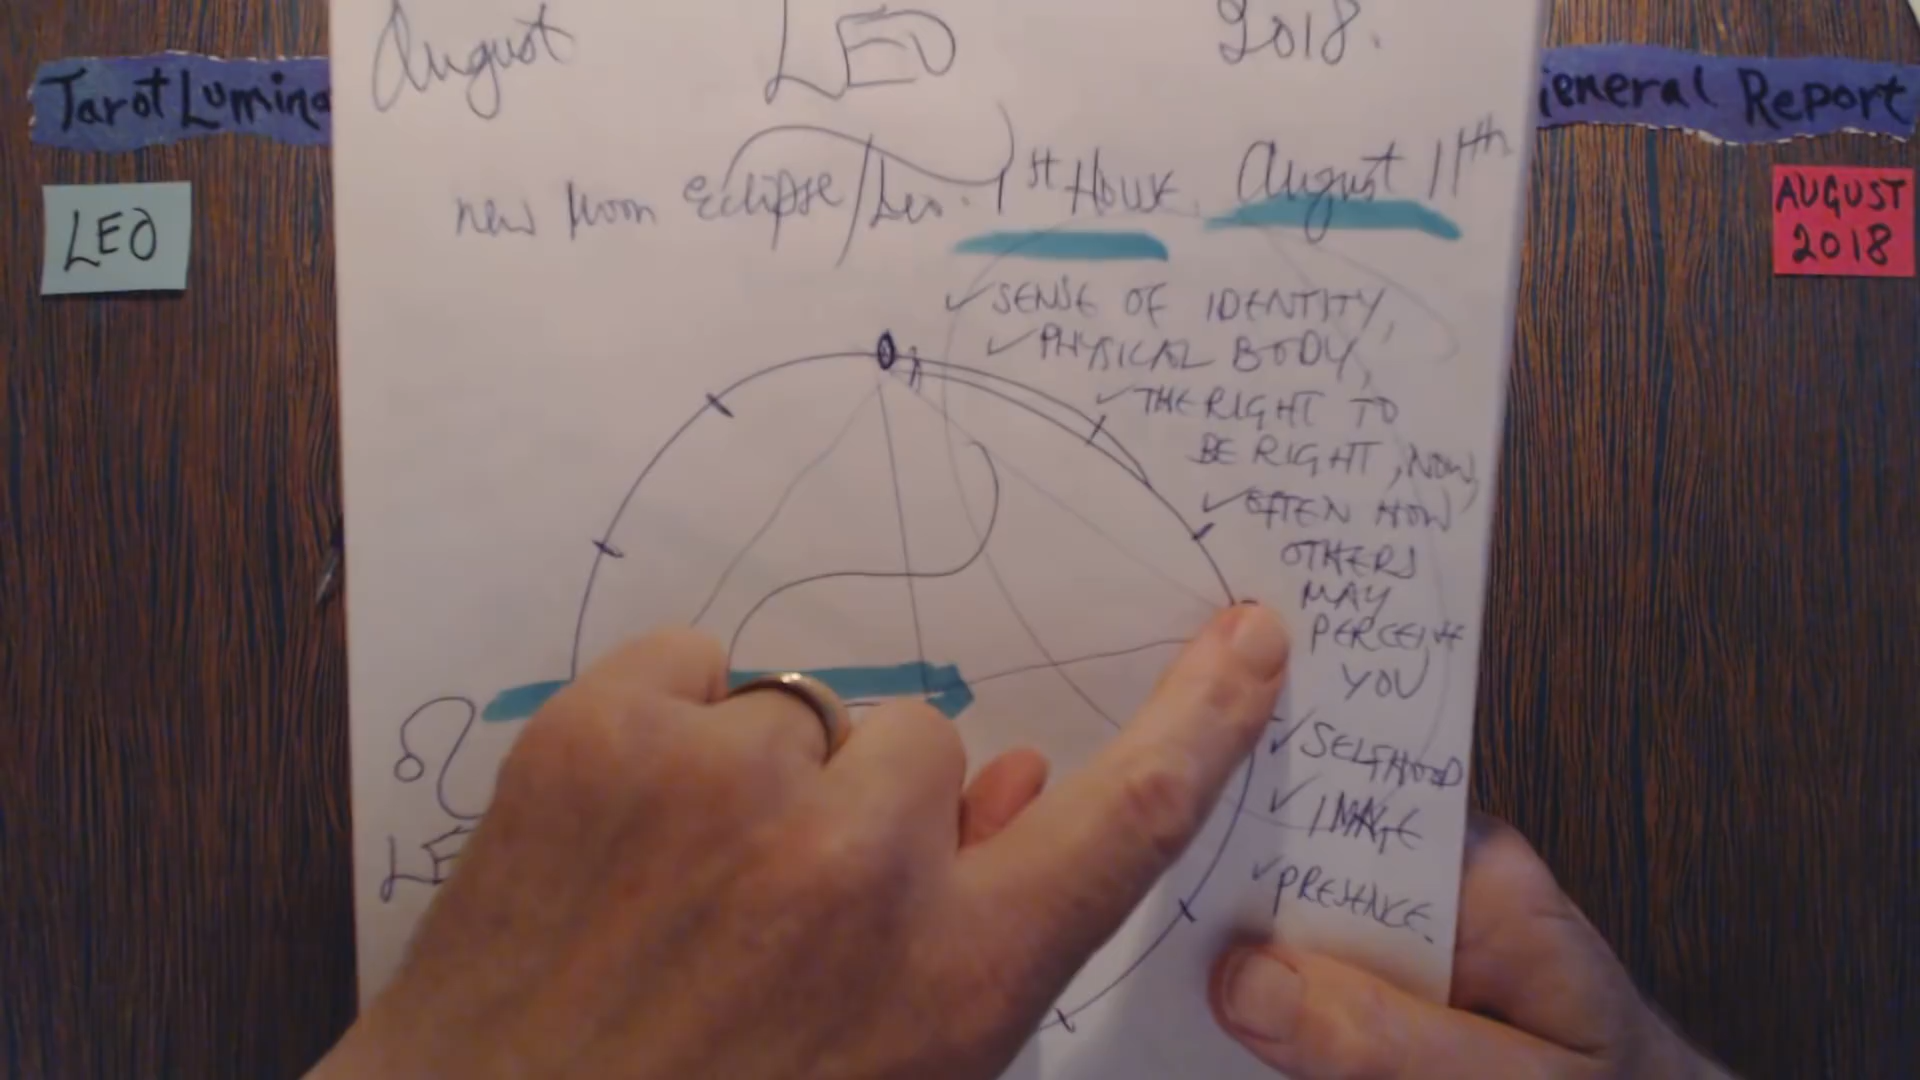 August LEO 2018.
Tarot Lumina
General Report
LEO
AUGUST
2018
new moon Eclipse/Leo. 1st House, August 11th
✓SENSE OF IDENTITY,
✓PHYSICAL BODY,
✓THE RIGHT TO
BE RIGHT, NOW,
✓OFTEN HOW
OTHERS
MAY
PERCEIVE
YOU
✓SELFHOOD
✓IMAGE
✓PRESENCE.
♌
LE